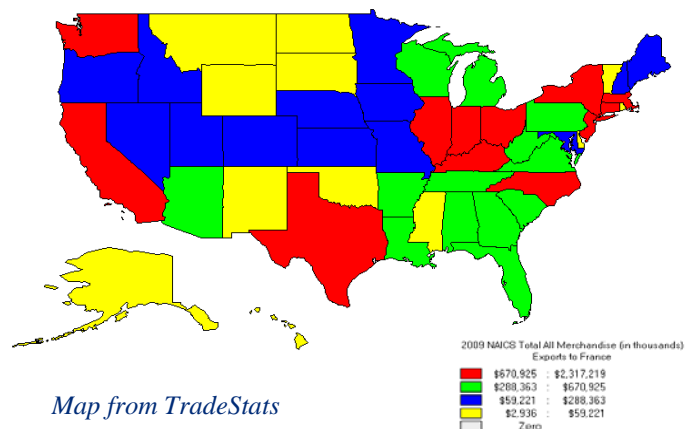 2009 NAICS Total All Merchandise (in thousands)
Exports to France
$670,925 : $2,317,219
$288,363 : $670,925
$59,221 : $288,363
$2,936 : $59,221
Zero
Map from TradeStats